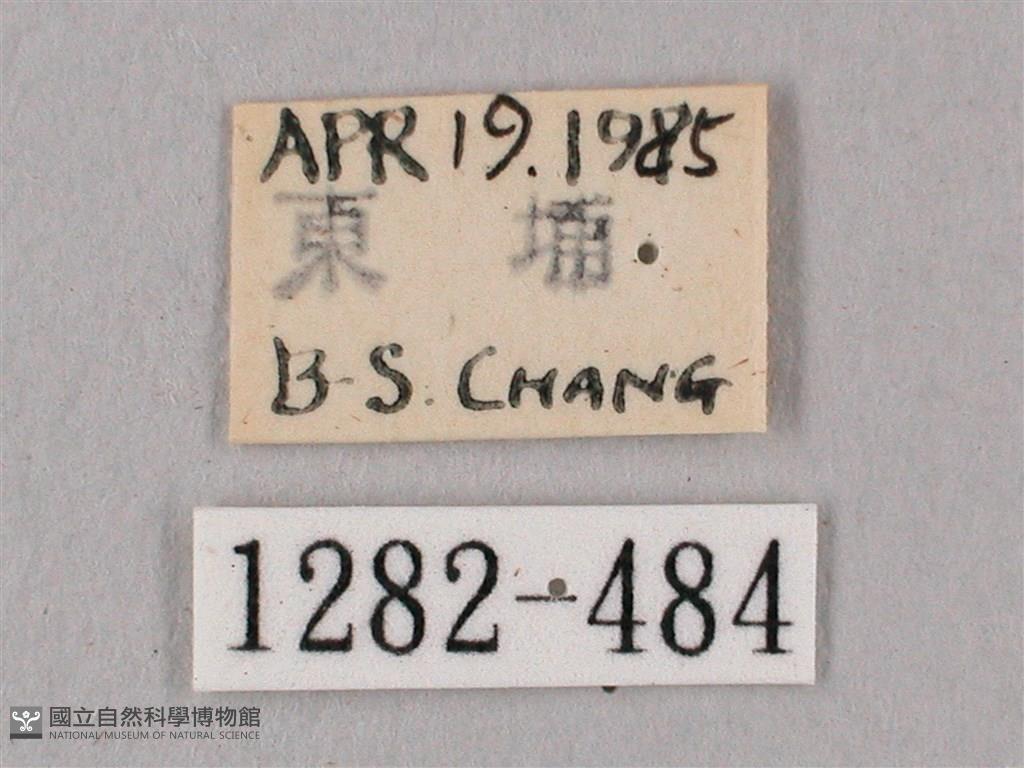 APR 19.1985
東 埔
B-S. CHANG
1282-484
國立自然科學博物館
NATIONAL MUSEUM OF NATURAL SCIENCE